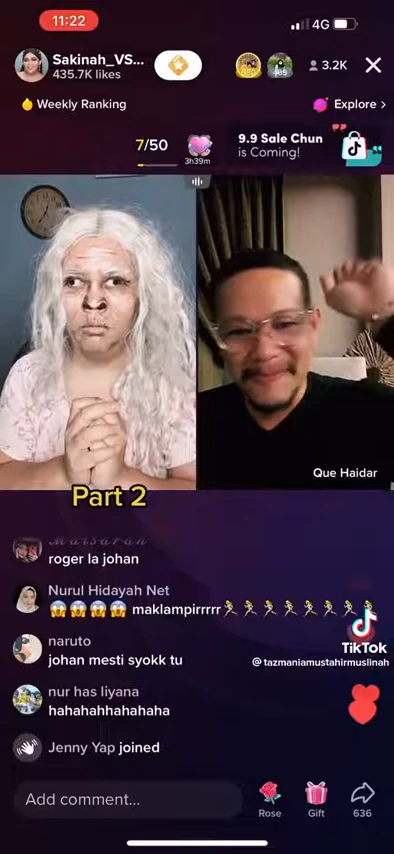 11:22
4G
Sakinah_VS...
435.7K likes
3.2K
Weekly Ranking
Explore >
7/50
3h39m
9.9 Sale Chun
is Coming!
Que Haidar
Part 2
roger la johan
Nurul Hidayah Net
😱😱😱😱 maklampirrrrr🏃‍♀️🏃‍♀️🏃‍♀️🏃‍♀️🏃‍♀️🏃‍♀️🏃‍♀️🏃‍♀️
naruto
johan mesti syokk tu
TikTok
@tazmaniamustahirmuslinah
nur has liyana
hahahahhahahaha
Jenny Yap joined
Add comment...
Rose
Gift
636